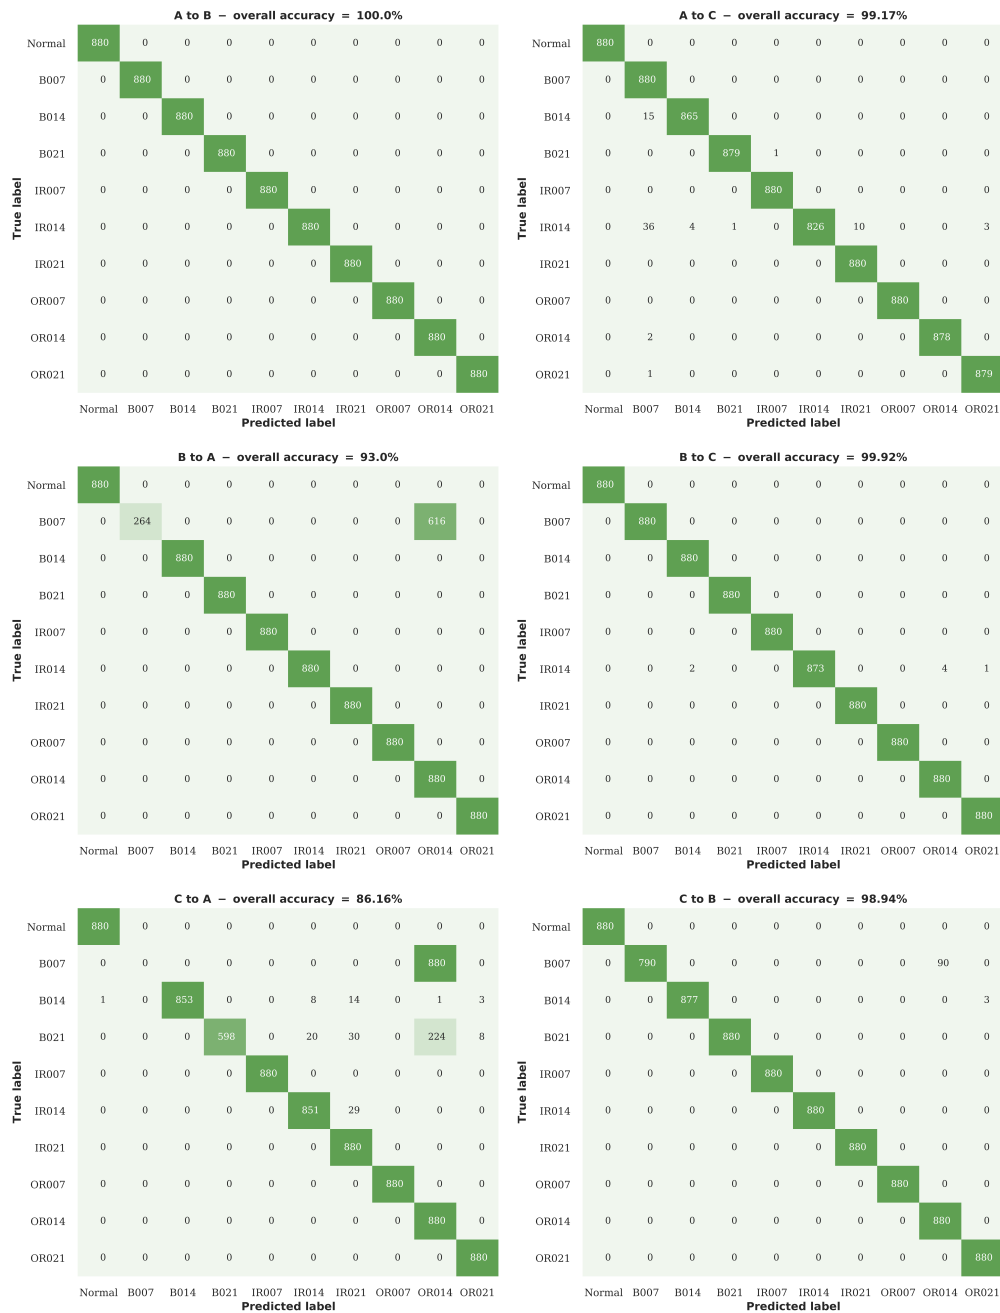 A to B − overall accuracy = 100.0%
Normal 880 0 0 0 0 0 0 0 0 0
B007 0 880 0 0 0 0 0 0 0 0
B014 0 0 880 0 0 0 0 0 0 0
B021 0 0 0 880 0 0 0 0 0 0
IR007 0 0 0 0 880 0 0 0 0 0
True label
IR014 0 0 0 0 0 880 0 0 0 0
IR021 0 0 0 0 0 0 880 0 0 0
OR007 0 0 0 0 0 0 0 880 0 0
OR014 0 0 0 0 0 0 0 0 880 0
OR021 0 0 0 0 0 0 0 0 0 880
Normal B007 B014 B021 IR007 IR014 IR021 OR007 OR014 OR021
Predicted label
A to C − overall accuracy = 99.17%
Normal 880 0 0 0 0 0 0 0 0 0
B007 0 880 0 0 0 0 0 0 0 0
B014 0 15 865 0 0 0 0 0 0 0
B021 0 0 0 879 1 0 0 0 0 0
IR007 0 0 0 0 880 0 0 0 0 0
True label
IR014 0 36 4 1 0 826 10 0 0 3
IR021 0 0 0 0 0 0 880 0 0 0
OR007 0 0 0 0 0 0 0 880 0 0
OR014 0 2 0 0 0 0 0 0 878 0
OR021 0 1 0 0 0 0 0 0 0 879
Normal B007 B014 B021 IR007 IR014 IR021 OR007 OR014 OR021
Predicted label
B to A − overall accuracy = 93.0%
Normal 880 0 0 0 0 0 0 0 0 0
B007 0 264 0 0 0 0 0 0 616 0
B014 0 0 880 0 0 0 0 0 0 0
B021 0 0 0 880 0 0 0 0 0 0
IR007 0 0 0 0 880 0 0 0 0 0
True label
IR014 0 0 0 0 0 880 0 0 0 0
IR021 0 0 0 0 0 0 880 0 0 0
OR007 0 0 0 0 0 0 0 880 0 0
OR014 0 0 0 0 0 0 0 0 880 0
OR021 0 0 0 0 0 0 0 0 0 880
Normal B007 B014 B021 IR007 IR014 IR021 OR007 OR014 OR021
Predicted label
B to C − overall accuracy = 99.92%
Normal 880 0 0 0 0 0 0 0 0 0
B007 0 880 0 0 0 0 0 0 0 0
B014 0 0 880 0 0 0 0 0 0 0
B021 0 0 0 880 0 0 0 0 0 0
IR007 0 0 0 0 880 0 0 0 0 0
True label
IR014 0 0 2 0 0 873 0 0 4 1
IR021 0 0 0 0 0 0 880 0 0 0
OR007 0 0 0 0 0 0 0 880 0 0
OR014 0 0 0 0 0 0 0 0 880 0
OR021 0 0 0 0 0 0 0 0 0 880
Normal B007 B014 B021 IR007 IR014 IR021 OR007 OR014 OR021
Predicted label
C to A − overall accuracy = 86.16%
Normal 880 0 0 0 0 0 0 0 0 0
B007 0 0 0 0 0 0 0 0 880 0
B014 1 0 853 0 0 8 14 0 1 3
B021 0 0 0 598 0 20 30 0 224 8
IR007 0 0 0 0 880 0 0 0 0 0
True label
IR014 0 0 0 0 0 851 29 0 0 0
IR021 0 0 0 0 0 0 880 0 0 0
OR007 0 0 0 0 0 0 0 880 0 0
OR014 0 0 0 0 0 0 0 0 880 0
OR021 0 0 0 0 0 0 0 0 0 880
Normal B007 B014 B021 IR007 IR014 IR021 OR007 OR014 OR021
Predicted label
C to B − overall accuracy = 98.94%
Normal 880 0 0 0 0 0 0 0 0 0
B007 0 790 0 0 0 0 0 0 90 0
B014 0 0 877 0 0 0 0 0 0 3
B021 0 0 0 880 0 0 0 0 0 0
IR007 0 0 0 0 880 0 0 0 0 0
True label
IR014 0 0 0 0 0 880 0 0 0 0
IR021 0 0 0 0 0 0 880 0 0 0
OR007 0 0 0 0 0 0 0 880 0 0
OR014 0 0 0 0 0 0 0 0 880 0
OR021 0 0 0 0 0 0 0 0 0 880
Normal B007 B014 B021 IR007 IR014 IR021 OR007 OR014 OR021
Predicted label